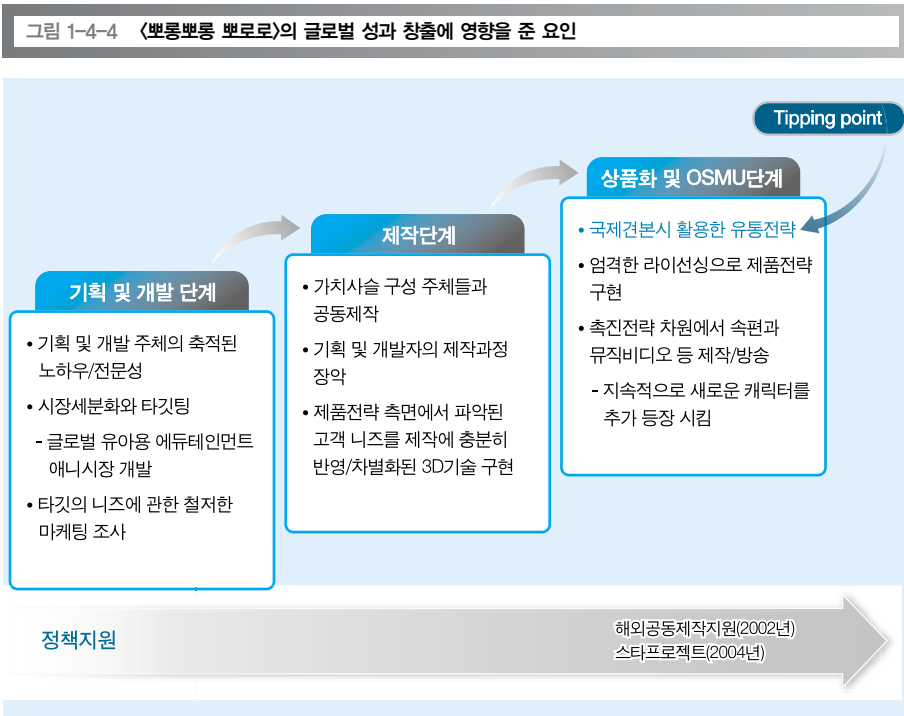 그림 1-4-4 〈뽀롱뽀롱 뽀로로〉의 글로벌 성과 창출에 영향을 준 요인
Tipping point
기획 및 개발 단계
• 기획 및 개발 주체의 축적된
노하우/전문성
• 시장세분화와 타깃팅
- 글로벌 유아용 에듀테인먼트
애니시장 개발
• 타깃의 니즈에 관한 철저한
마케팅 조사
제작단계
• 가치사슬 구성 주체들과
공동제작
• 기획 및 개발자의 제작과정
장악
• 제품전략 측면에서 파악된
고객 니즈를 제작에 충분히
반영/차별화된 3D기술 구현
상품화 및 OSMU단계
• 국제견본시 활용한 유통전략
• 엄격한 라이선싱으로 제품전략
구현
• 촉진전략 차원에서 속편과
뮤직비디오 등 제작/방송
- 지속적으로 새로운 캐릭터를
추가 등장 시킴
정책지원
해외공동제작지원(2002년)
스타프로젝트(2004년)